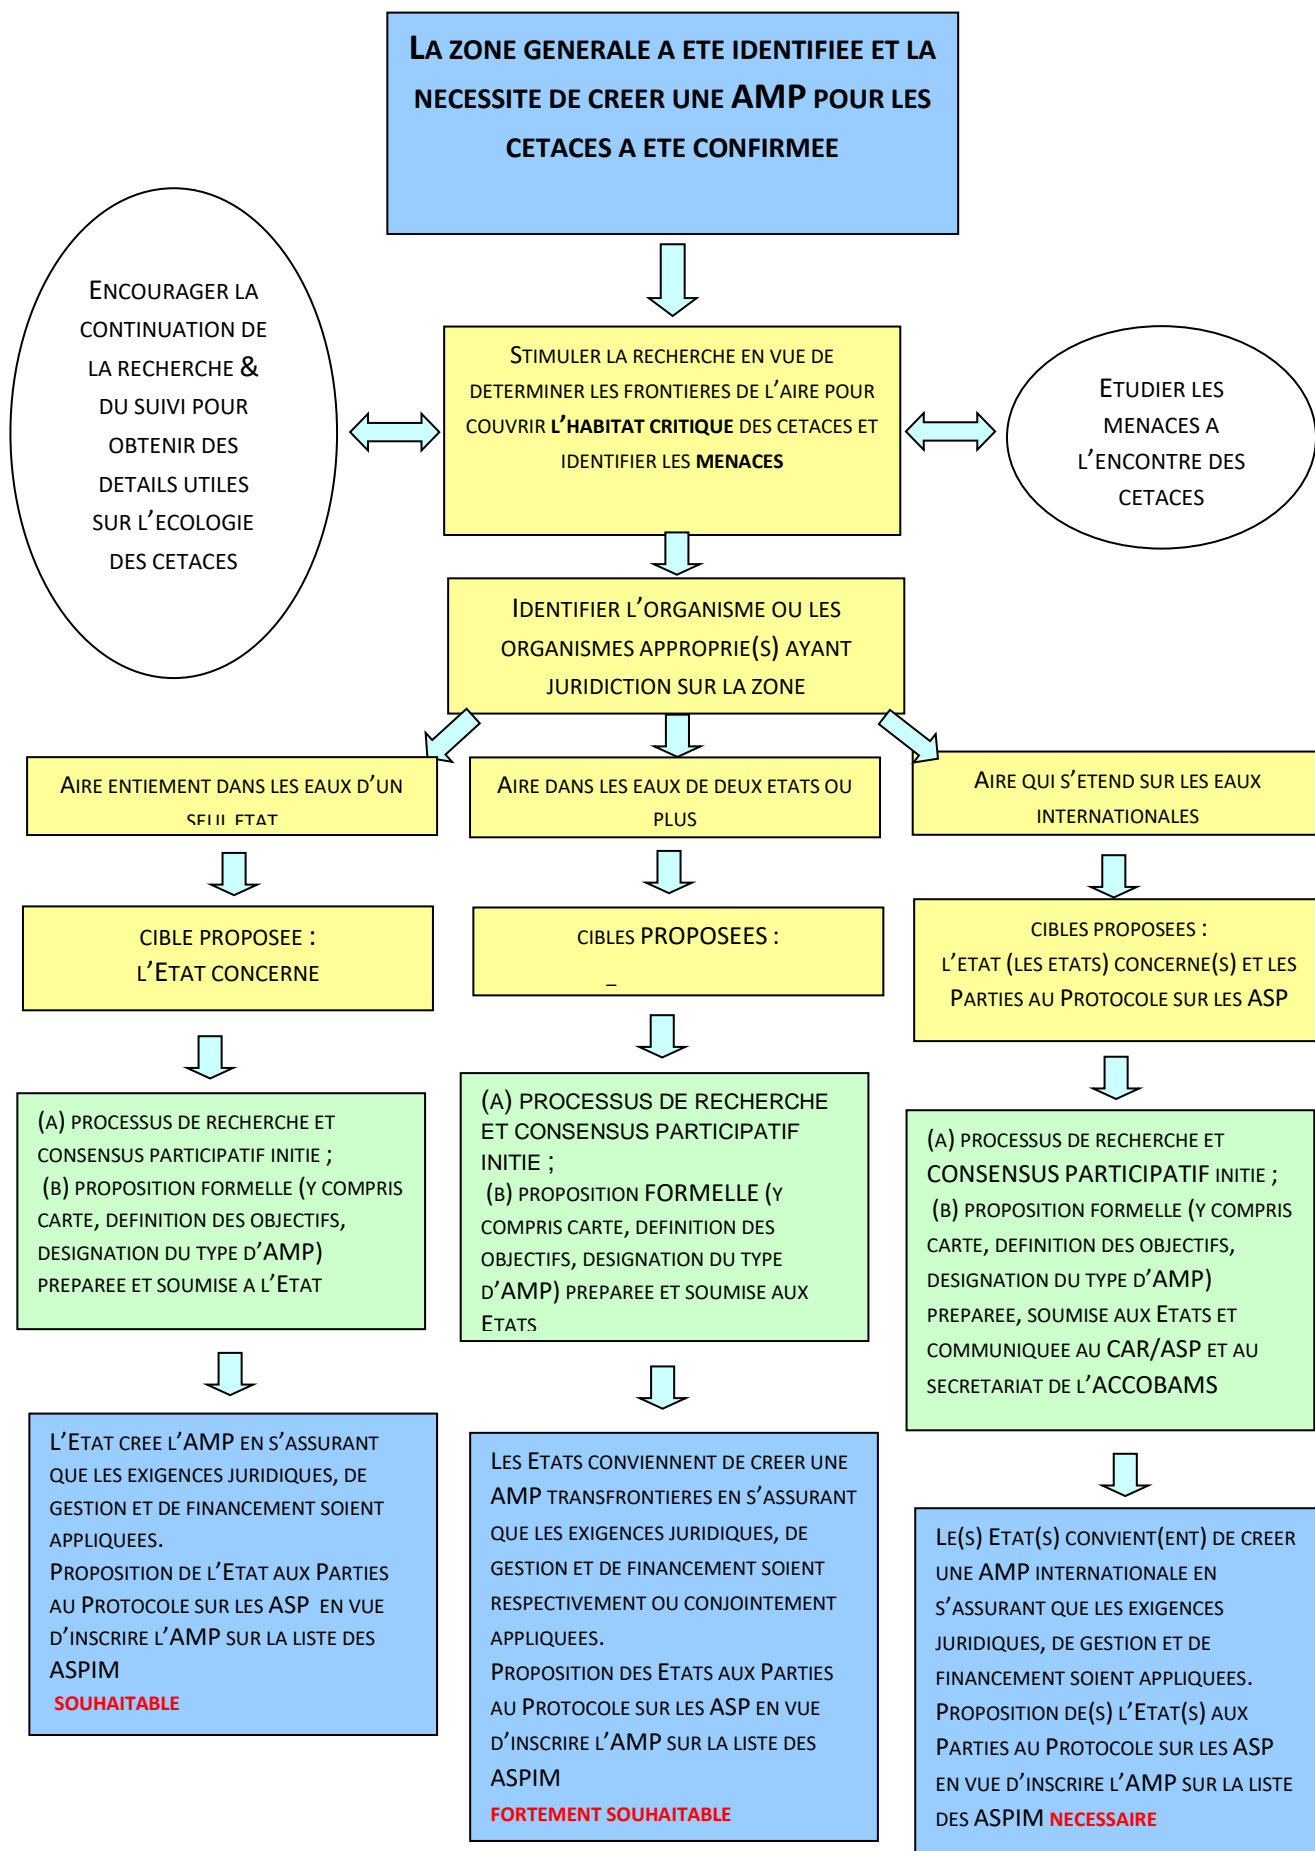 LA ZONE GENERALE A ETE IDENTIFIEE ET LA
NECESSITE DE CREER UNE AMP POUR LES
CETACES A ETE CONFIRMEE
ENCOURAGER LA
CONTINUATION DE
LA RECHERCHE &
DU SUIVI POUR
OBTENIR DES
DETAILS UTILES
SUR L'ECOLOGIE
DES CETACES
STIMULER LA RECHERCHE EN VUE DE
DETERMINER LES FRONTIERES DE L'AIRE POUR
COUVRIR L'HABITAT CRITIQUE DES CETACES ET
IDENTIFIER LES MENACES
ETUDIER LES
MENACES A
L'ENCONTRE DES
CETACES
IDENTIFIER L'ORGANISME OU LES
ORGANISMES APPROPRIE(S) AYANT
JURIDICTION SUR LA ZONE
AIRE ENTIEMENT DANS LES EAUX D'UN
SEUL ETAT
AIRE DANS LES EAUX DE DEUX ETATS OU
PLUS
AIRE QUI S'ETEND SUR LES EAUX
INTERNATIONALES
CIBLE PROPOSEE :
L'ETAT CONCERNE
CIBLES PROPOSEES :
CIBLES PROPOSEES :
L'ETAT (LES ETATS) CONCERNE(S) ET LES
PARTIES AU PROTOCOLE SUR LES ASP
(A) PROCESSUS DE RECHERCHE ET
CONSENSUS PARTICIPATIF INITIE ;
(B) PROPOSITION FORMELLE (Y COMPRIS
CARTE, DEFINITION DES OBJECTIFS,
DESIGNATION DU TYPE D'AMP)
PREPAREE ET SOUMISE A L'ETAT
(A) PROCESSUS DE RECHERCHE
ET CONSENSUS PARTICIPATIF
INITIE ;
(B) PROPOSITION FORMELLE (Y
COMPRIS CARTE, DEFINITION DES
OBJECTIFS, DESIGNATION DU TYPE
D'AMP) PREPAREE ET SOUMISE AUX
ETATS
(A) PROCESSUS DE RECHERCHE ET
CONSENSUS PARTICIPATIF INITIE ;
(B) PROPOSITION FORMELLE (Y COMPRIS
CARTE, DEFINITION DES OBJECTIFS,
DESIGNATION DU TYPE D'AMP)
PREPAREE, SOUMISE AUX ETATS ET
COMMUNIQUEE AU CAR/ASP ET AU
SECRETARIAT DE L'ACCOBAMS
L'ETAT CREE L'AMP EN S'ASSURANT
QUE LES EXIGENCES JURIDIQUES, DE
GESTION ET DE FINANCEMENT SOIENT
APPLIQUEES.
PROPOSITION DE L'ETAT AUX PARTIES
AU PROTOCOLE SUR LES ASP EN VUE
D'INSCRIRE L'AMP SUR LA LISTE DES
ASPIM
SOUHAITABLE
LES ETATS CONVIENNENT DE CREER UNE
AMP TRANSFRONTIERES EN S'ASSURANT
QUE LES EXIGENCES JURIDIQUES, DE
GESTION ET DE FINANCEMENT SOIENT
RESPECTIVEMENT OU CONJOINTEMENT
APPLIQUEES.
PROPOSITION DES ETATS AUX PARTIES
AU PROTOCOLE SUR LES ASP EN VUE
D'INSCRIRE L'AMP SUR LA LISTE DES
ASPIM
FORTEMENT SOUHAITABLE
LE(S) ETAT(S) CONVIENT(ENT) DE CREER
UNE AMP INTERNATIONALE EN
S'ASSURANT QUE LES EXIGENCES
JURIDIQUES, DE GESTION ET DE
FINANCEMENT SOIENT APPLIQUEES.
PROPOSITION DE(S) L'ETAT(S) AUX
PARTIES AU PROTOCOLE SUR LES ASP
EN VUE D'INSCRIRE L'AMP SUR LA LISTE
DES ASPIM NECESSAIRE